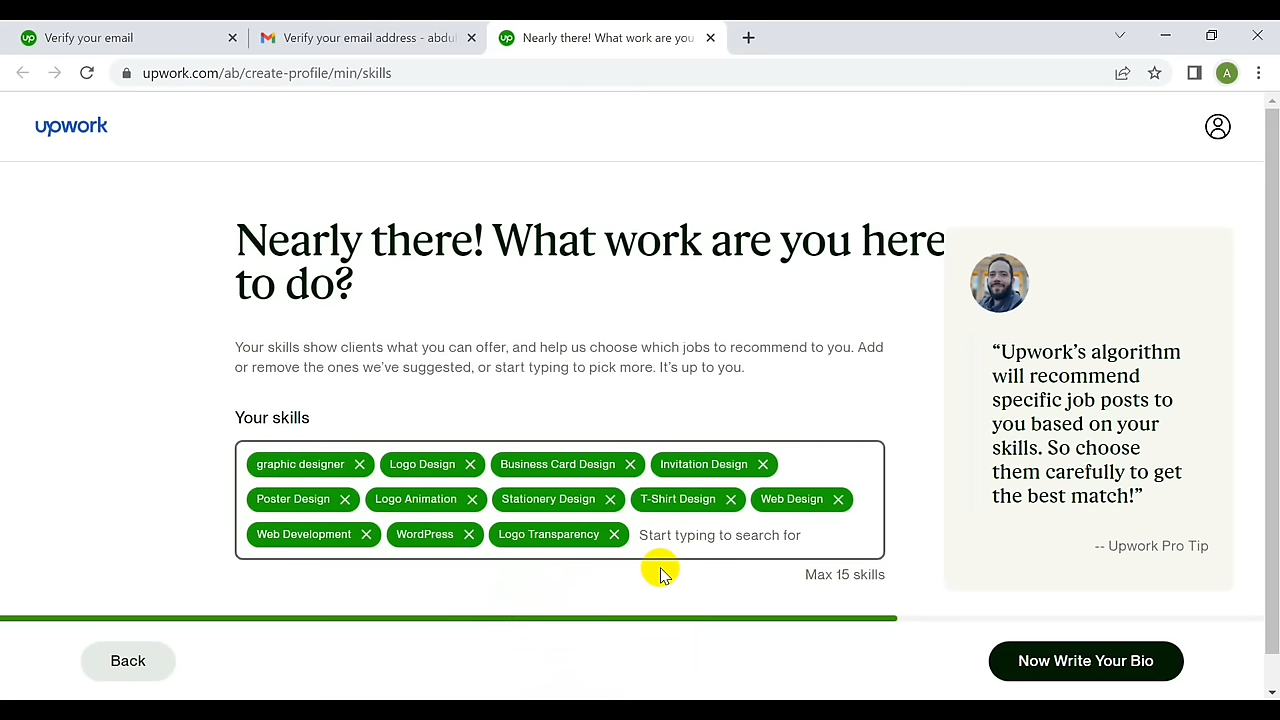 Verify your email
Verify your email address - abdul
Nearly there! What work are you
upwork.com/ab/create-profile/min/skills
A
upwork
Nearly there! What work are you here
to do?
Your skills show clients what you can offer, and help us choose which jobs to recommend to you. Add
or remove the ones we’ve suggested, or start typing to pick more. It’s up to you.
Your skills
graphic designer
Logo Design
Business Card Design
Invitation Design
Poster Design
Logo Animation
Stationery Design
T-Shirt Design
Web Design
Web Development
WordPress
Logo Transparency
Start typing to search for
Max 15 skills
“Upwork’s algorithm
will recommend
specific job posts to
you based on your
skills. So choose
them carefully to get
the best match!”
-- Upwork Pro Tip
Back
Now Write Your Bio